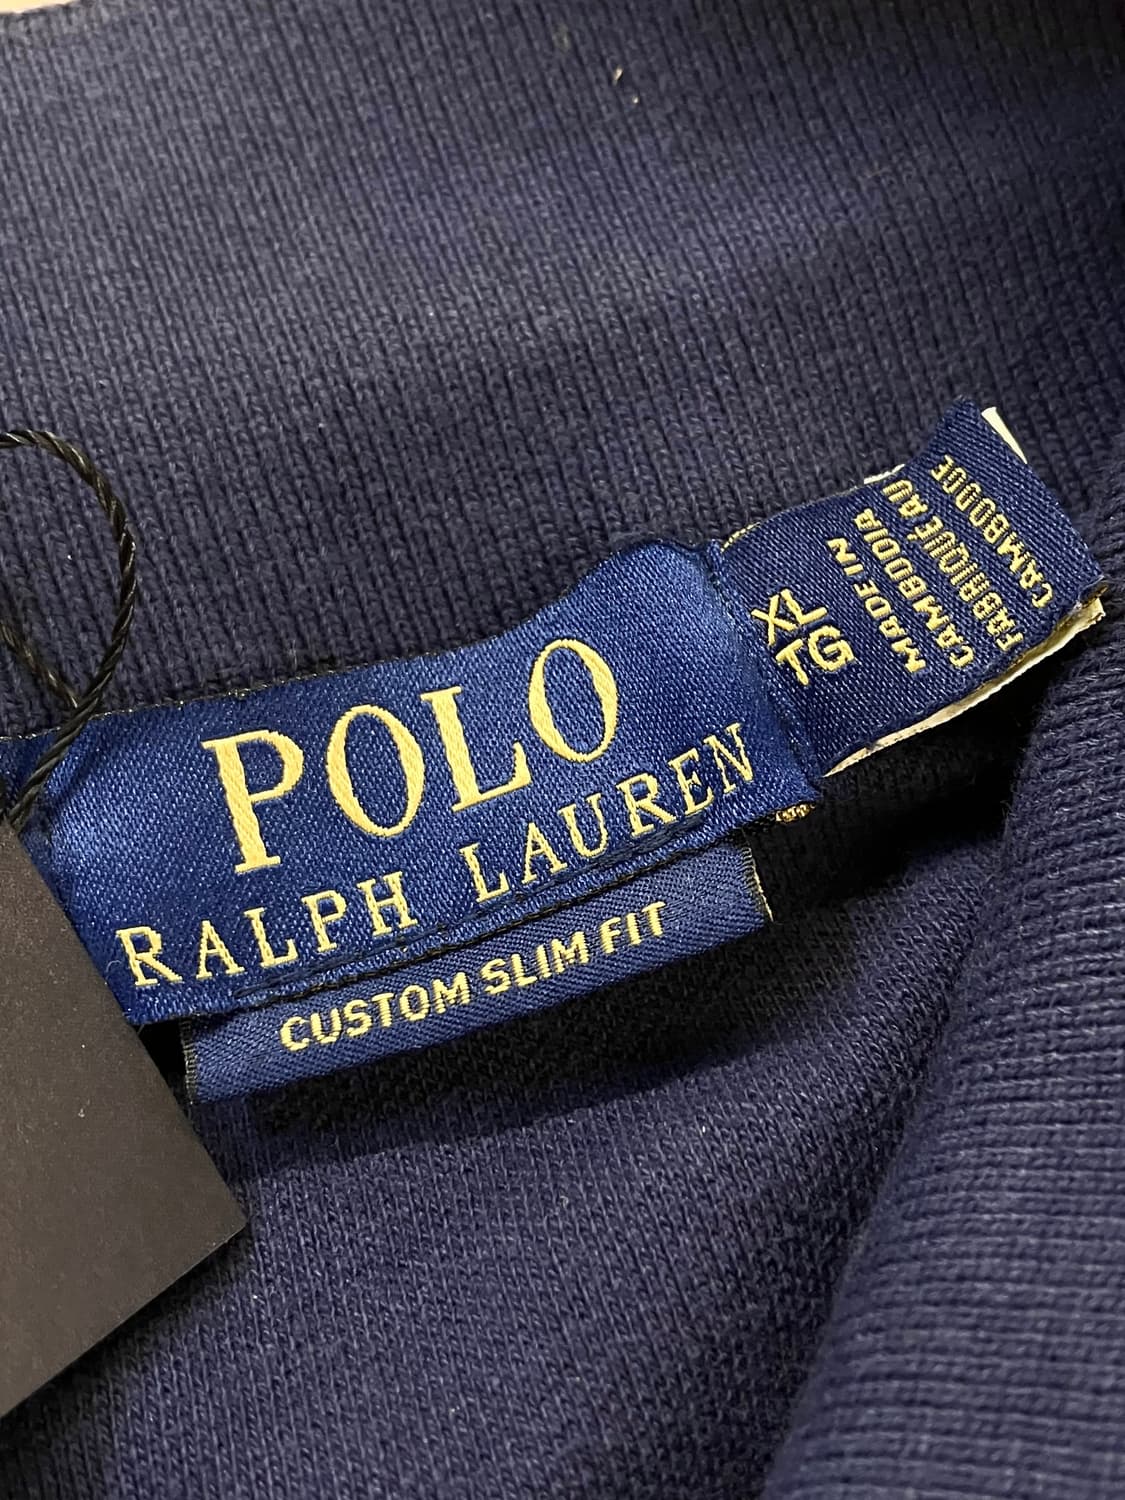 POLO
RALPH LAUREN
CUSTOM SLIM FIT
XL
TG
MADE IN
CAMBODIA
FABRIQUÉ AU
CAMBODGE